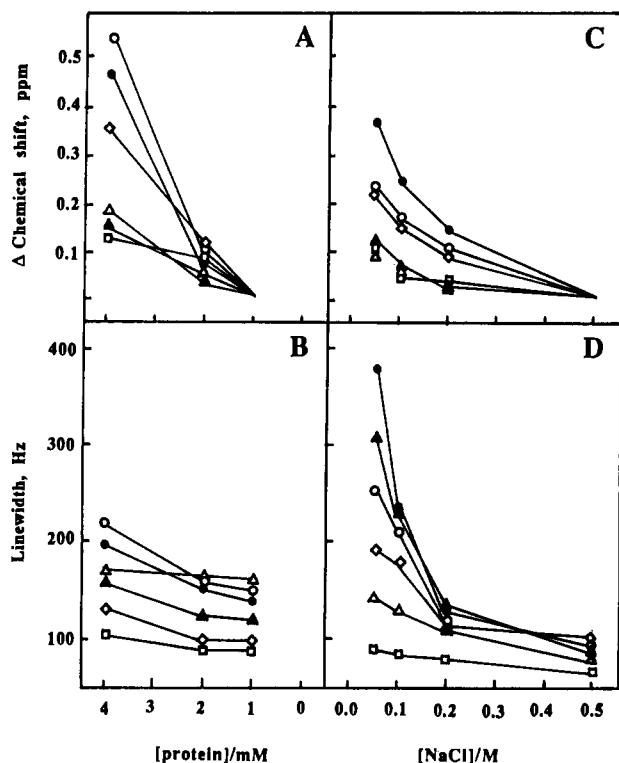 A
C
Δ Chemical shift, ppm
0.5
0.4
0.3
0.2
0.1
B
D
Linewidth, Hz
400
300
200
100
4 3 2 1 0
0.0 0.1 0.2 0.3 0.4 0.5
[protein]/mM
[NaCl]/M